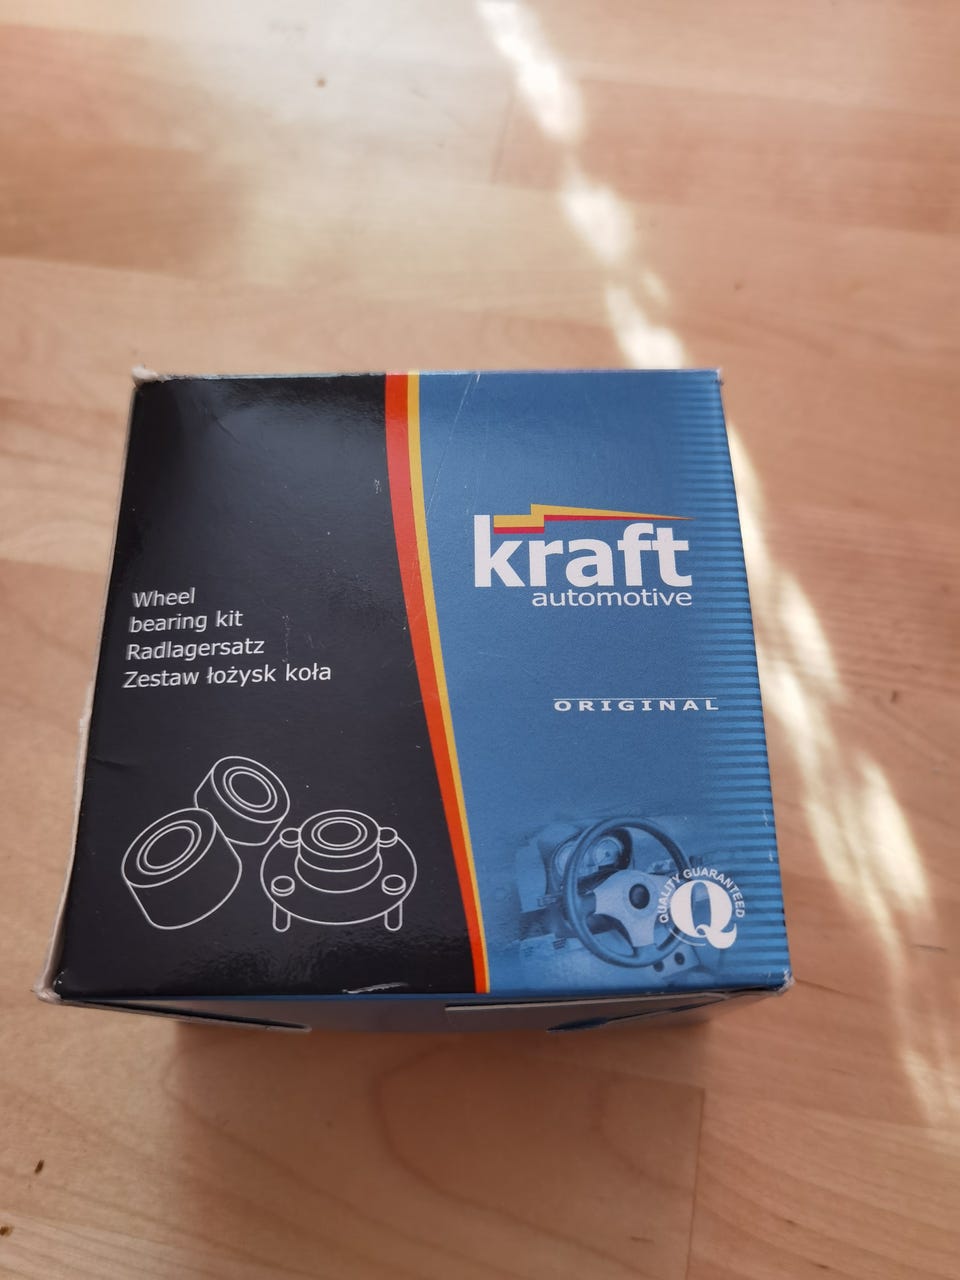 Wheel
bearing kit
Radlagersatz
Zestaw łożysk koła
kraft
automotive
ORIGINAL
QUALITY GUARANTEED
Q